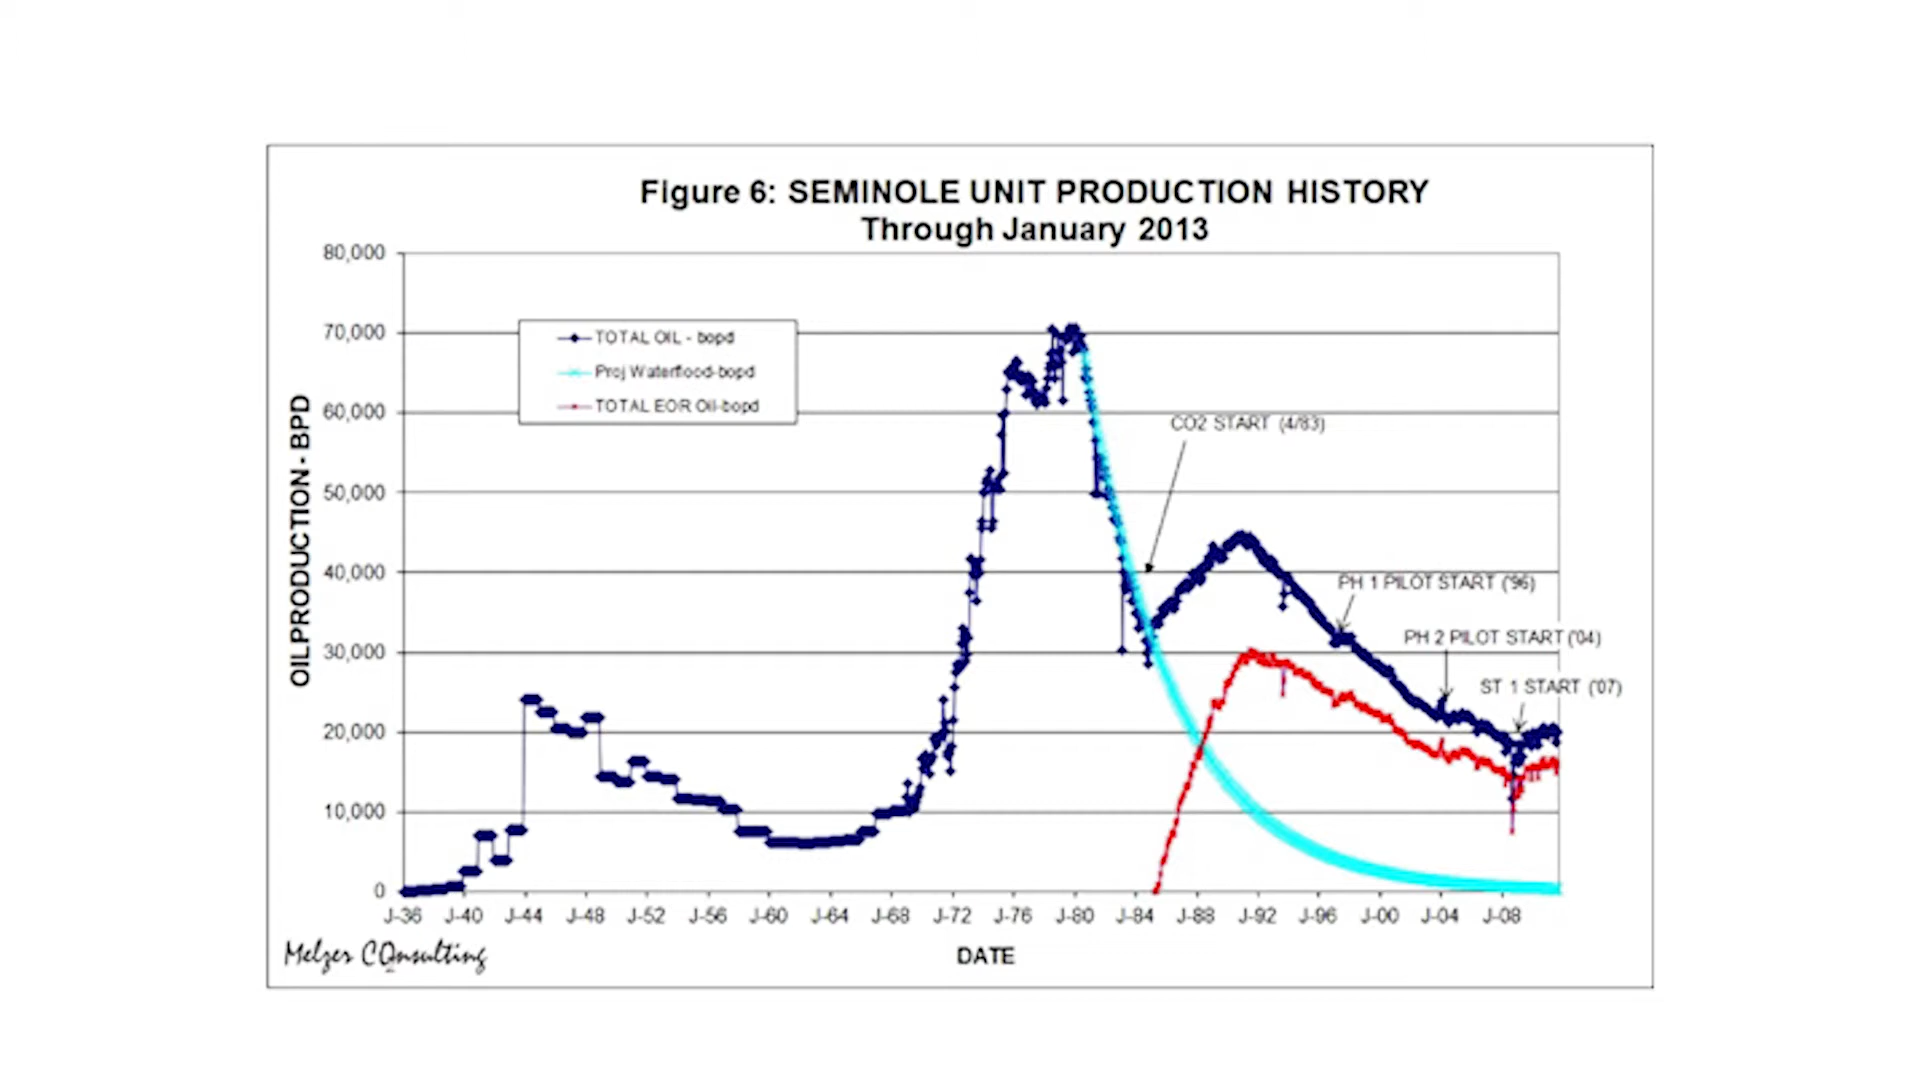 Figure 6: SEMINOLE UNIT PRODUCTION HISTORY
Through January 2013
80,000
70,000
60,000
50,000
40,000
30,000
20,000
10,000
0
OIL PRODUCTION - BPD
TOTAL OIL - bopd
Proj Waterflood-bopd
TOTAL EOR Oil-bopd
CO2 START (4/83)
PH 1 PILOT START ('96)
PH 2 PILOT START ('04)
ST 1 START ('07)
J-36 J-40 J-44 J-48 J-52 J-56 J-60 J-64 J-68 J-72 J-76 J-80 J-84 J-88 J-92 J-96 J-00 J-04 J-08
DATE
Melzer CO2nsulting